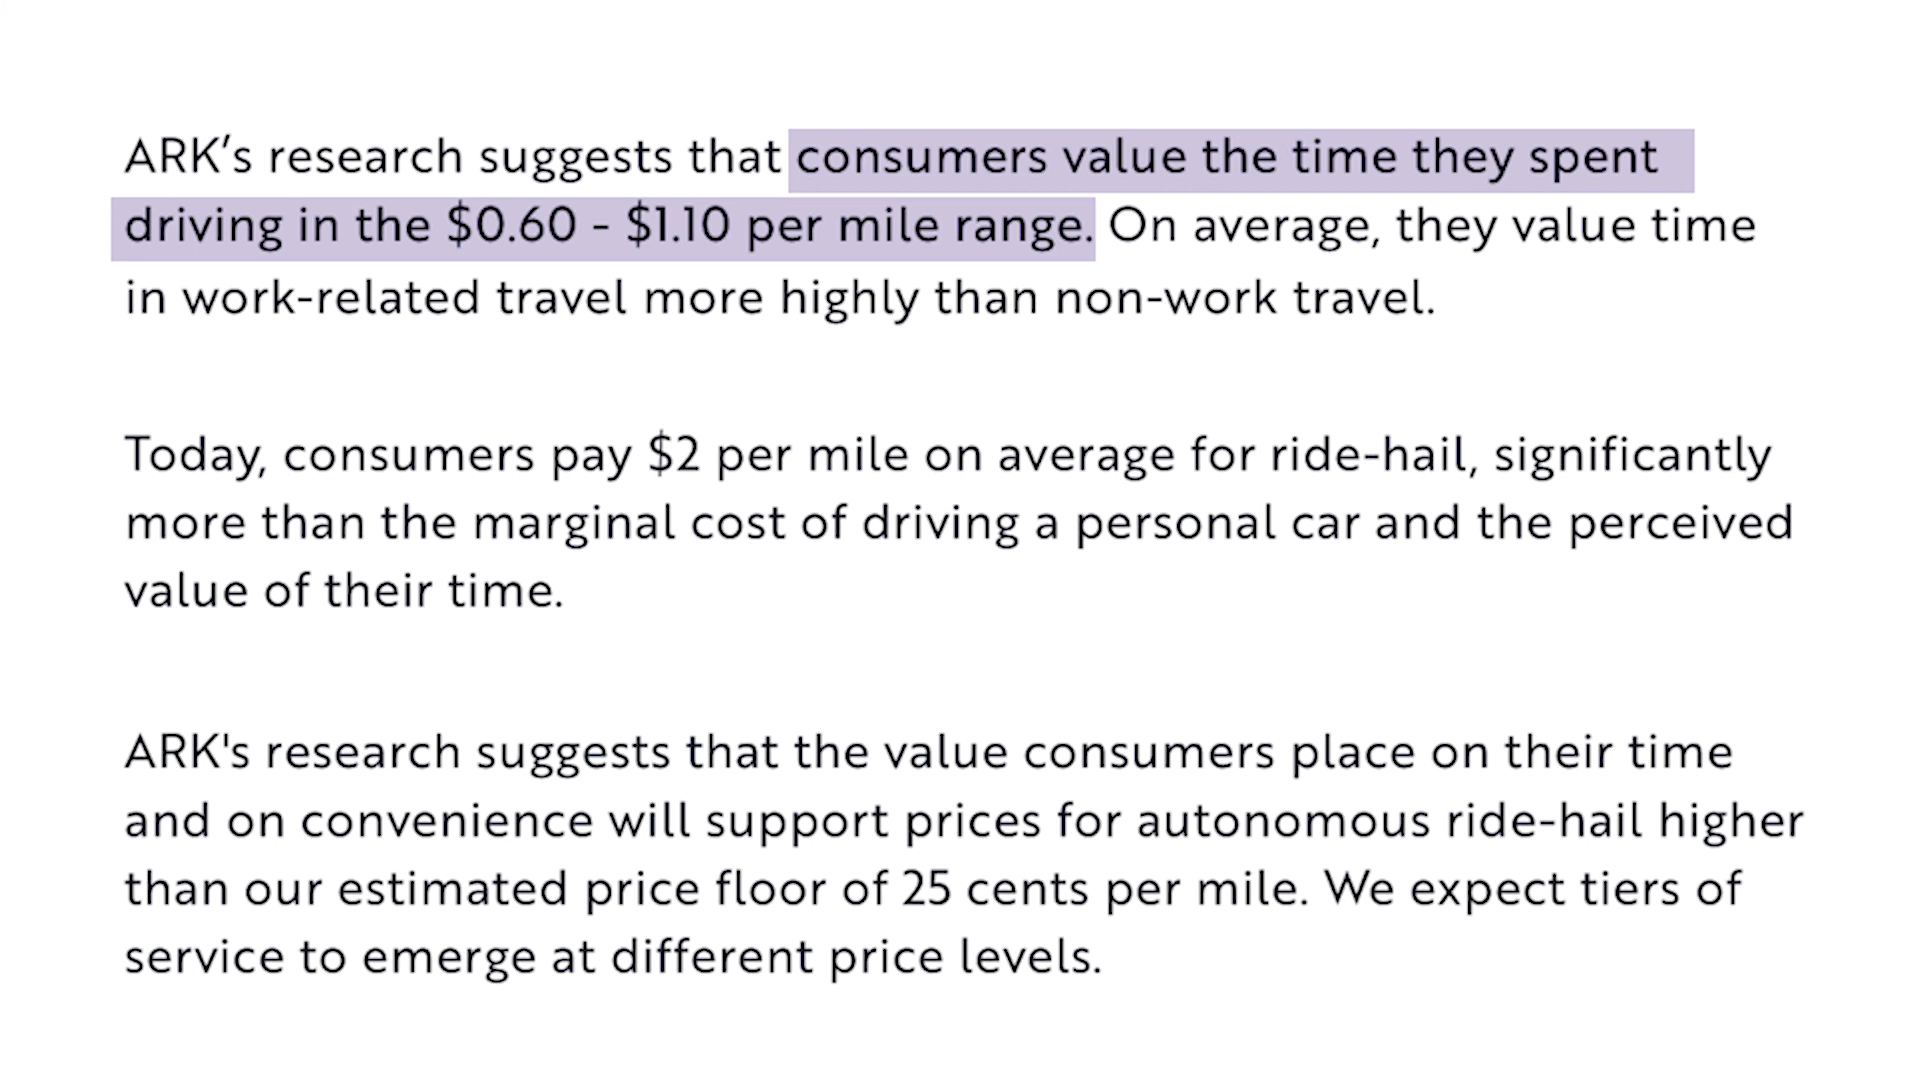 ARK’s research suggests that consumers value the time they spent
driving in the $0.60 - $1.10 per mile range. On average, they value time
in work-related travel more highly than non-work travel.
Today, consumers pay $2 per mile on average for ride-hail, significantly
more than the marginal cost of driving a personal car and the perceived
value of their time.
ARK's research suggests that the value consumers place on their time
and on convenience will support prices for autonomous ride-hail higher
than our estimated price floor of 25 cents per mile. We expect tiers of
service to emerge at different price levels.